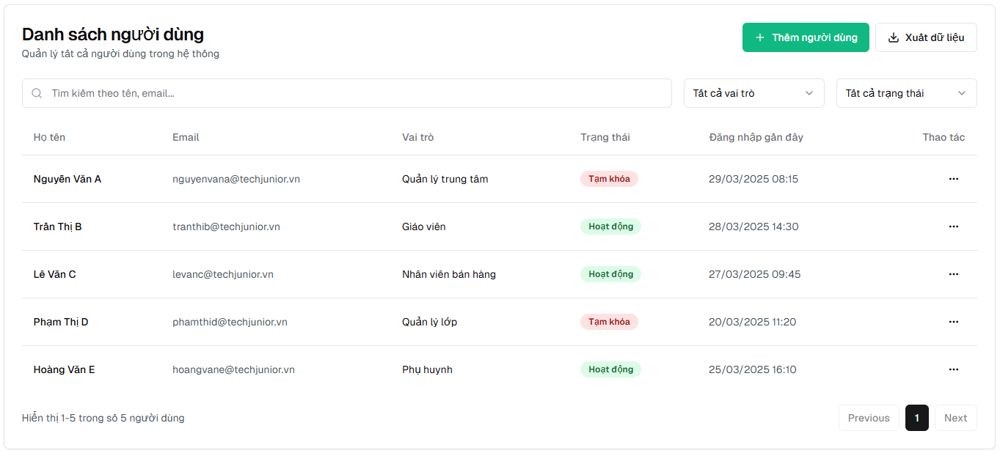 Danh sách người dùng
Quản lý tất cả người dùng trong hệ thống
Thêm người dùng
Xuất dữ liệu
Tìm kiếm theo tên, email...
Tất cả vai trò
Tất cả trạng thái
Họ tên Email Vai trò Trạng thái Đăng nhập gần đây Thao tác
Nguyễn Văn A nguyenvana@techjunior.vn Quản lý trung tâm Tạm khóa 29/03/2025 08:15
Trần Thị B tranthib@techjunior.vn Giáo viên Hoạt động 28/03/2025 14:30
Lê Văn C levanc@techjunior.vn Nhân viên bán hàng Hoạt động 27/03/2025 09:45
Phạm Thị D phamthid@techjunior.vn Quản lý lớp Tạm khóa 20/03/2025 11:20
Hoàng Văn E hoangvane@techjunior.vn Phụ huynh Hoạt động 25/03/2025 16:10
Hiển thị 1-5 trong số 5 người dùng
Previous 1 Next